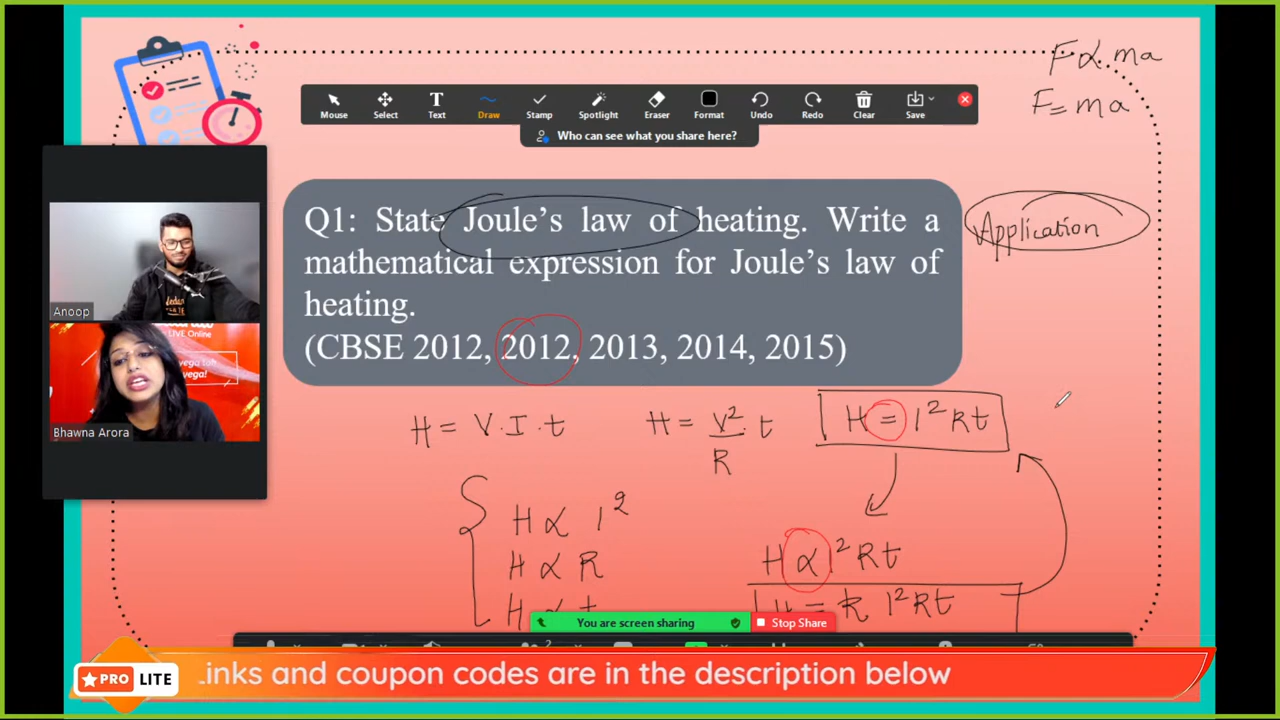 F ∝ ma
F = ma
Mouse Select Text Draw Stamp Spotlight Eraser Format Undo Redo Clear Save
Who can see what you share here?
Q1: State Joule's law of heating. Write a
mathematical expression for Joule's law of
heating.
(CBSE 2012, 2012, 2013, 2014, 2015)
Application
Anoop
Bhawna Arora
H = V.I.t
H = V²/R . t
H = I²Rt
H ∝ I²
H ∝ R
H ∝ t
H ∝ I²Rt
H = k I²Rt
You are screen sharing
Stop Share
PRO LITE
Links and coupon codes are in the description below